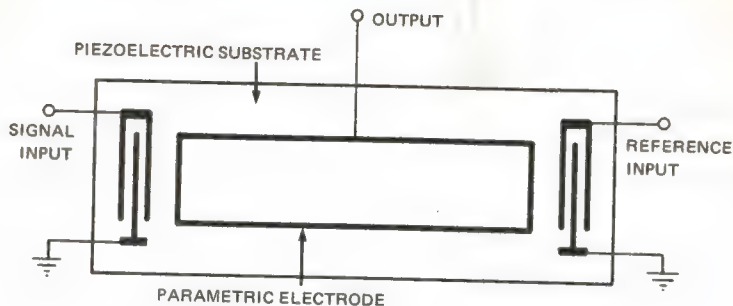 OUTPUT
PIEZOELECTRIC SUBSTRATE
SIGNAL
INPUT
REFERENCE
INPUT
PARAMETRIC ELECTRODE